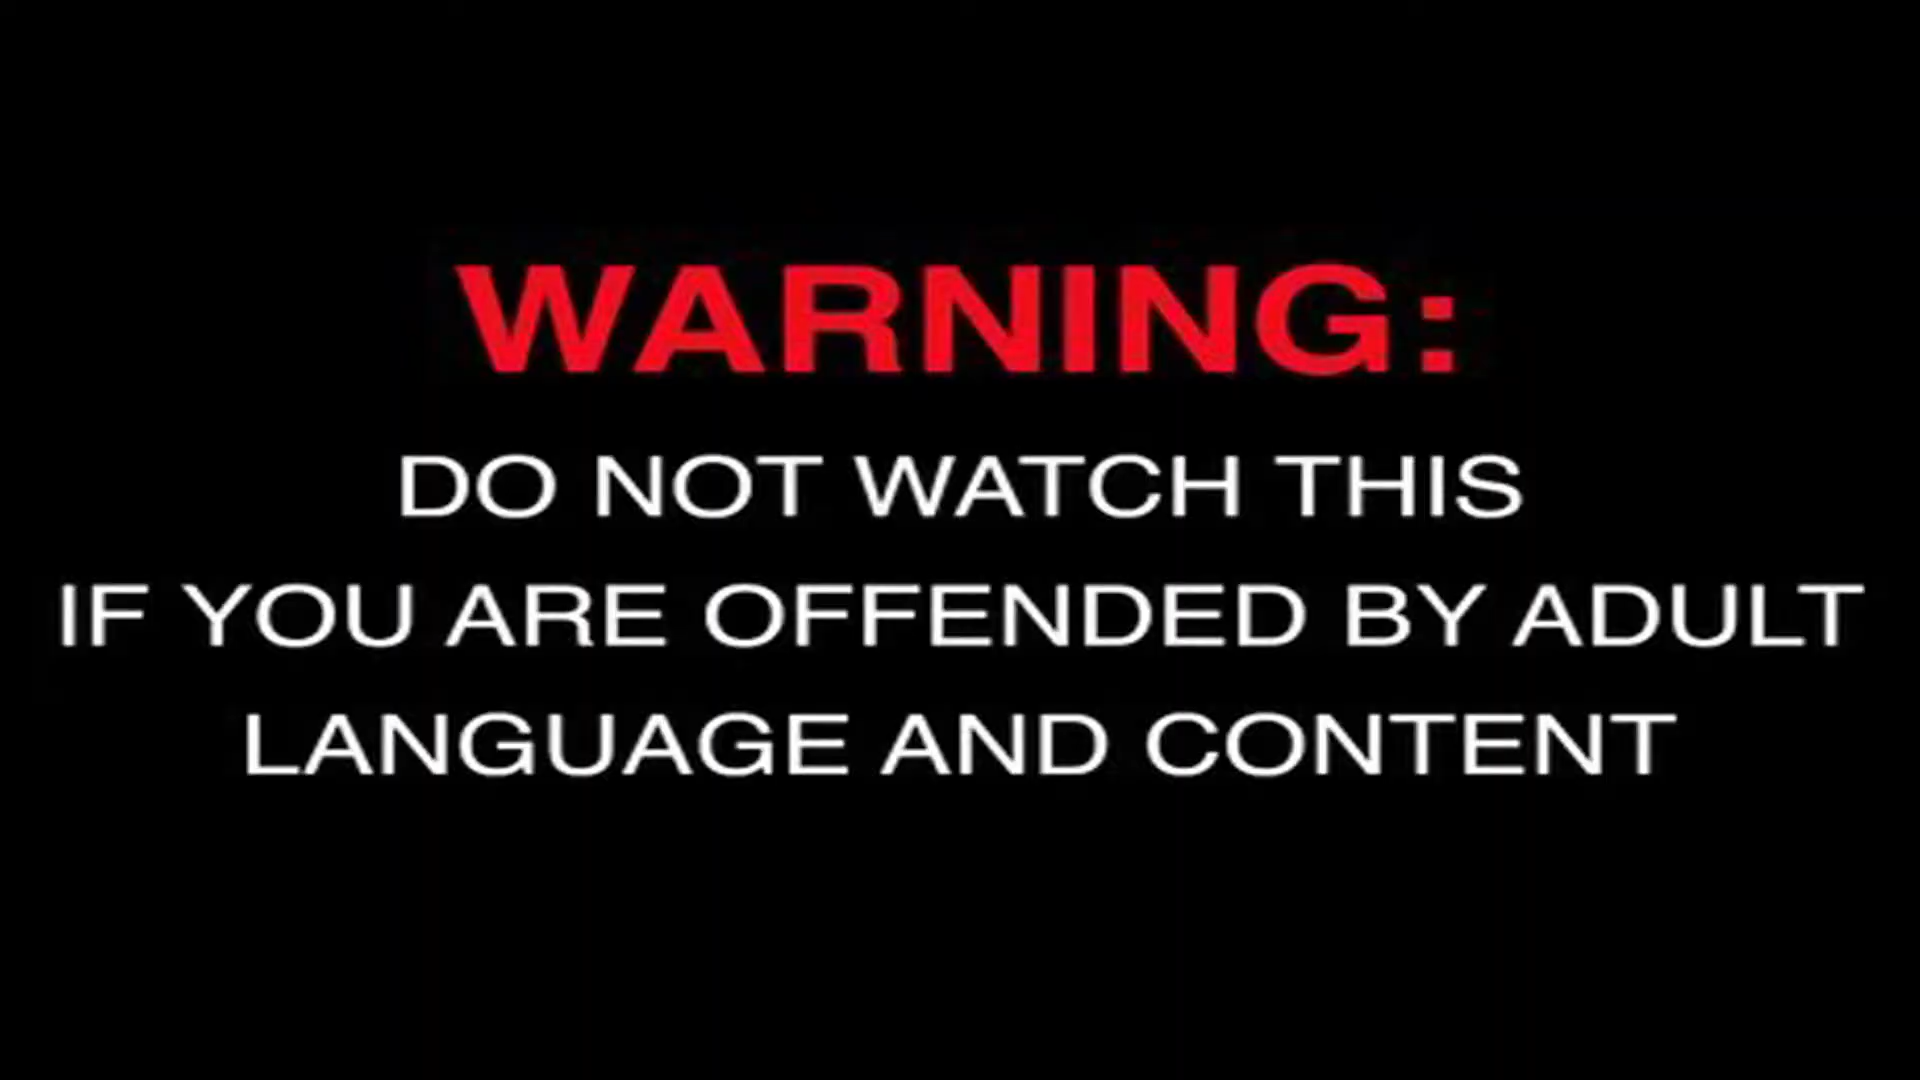 WARNING:
DO NOT WATCH THIS
IF YOU ARE OFFENDED BY ADULT
LANGUAGE AND CONTENT